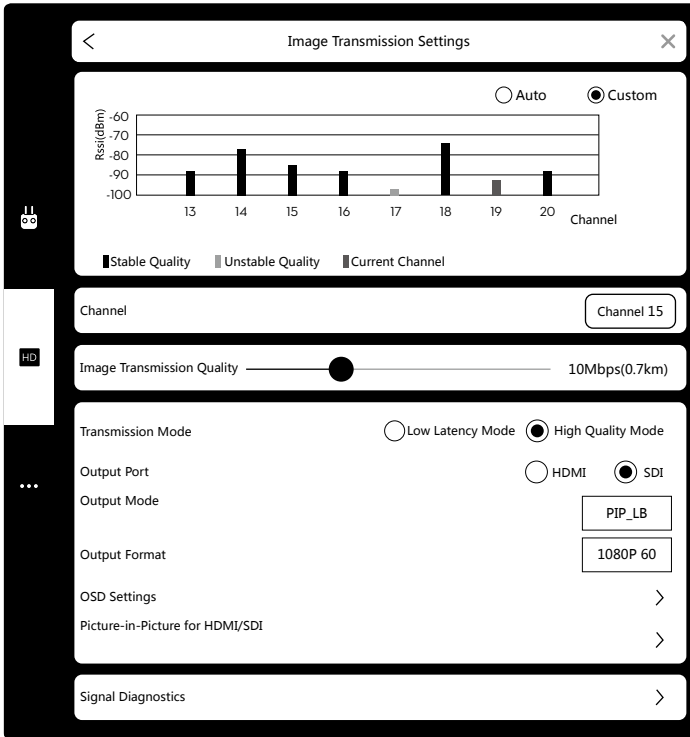 Image Transmission Settings
Auto Custom
Rssi(dBm)
-60
-70
-80
-90
-100
13 14 15 16 17 18 19 20
Channel
Stable Quality Unstable Quality Current Channel
Channel Channel 15
HD
Image Transmission Quality 10Mbps(0.7km)
Transmission Mode Low Latency Mode High Quality Mode
Output Port HDMI SDI
Output Mode PIP_LB
Output Format 1080P 60
OSD Settings
Picture-in-Picture for HDMI/SDI
Signal Diagnostics